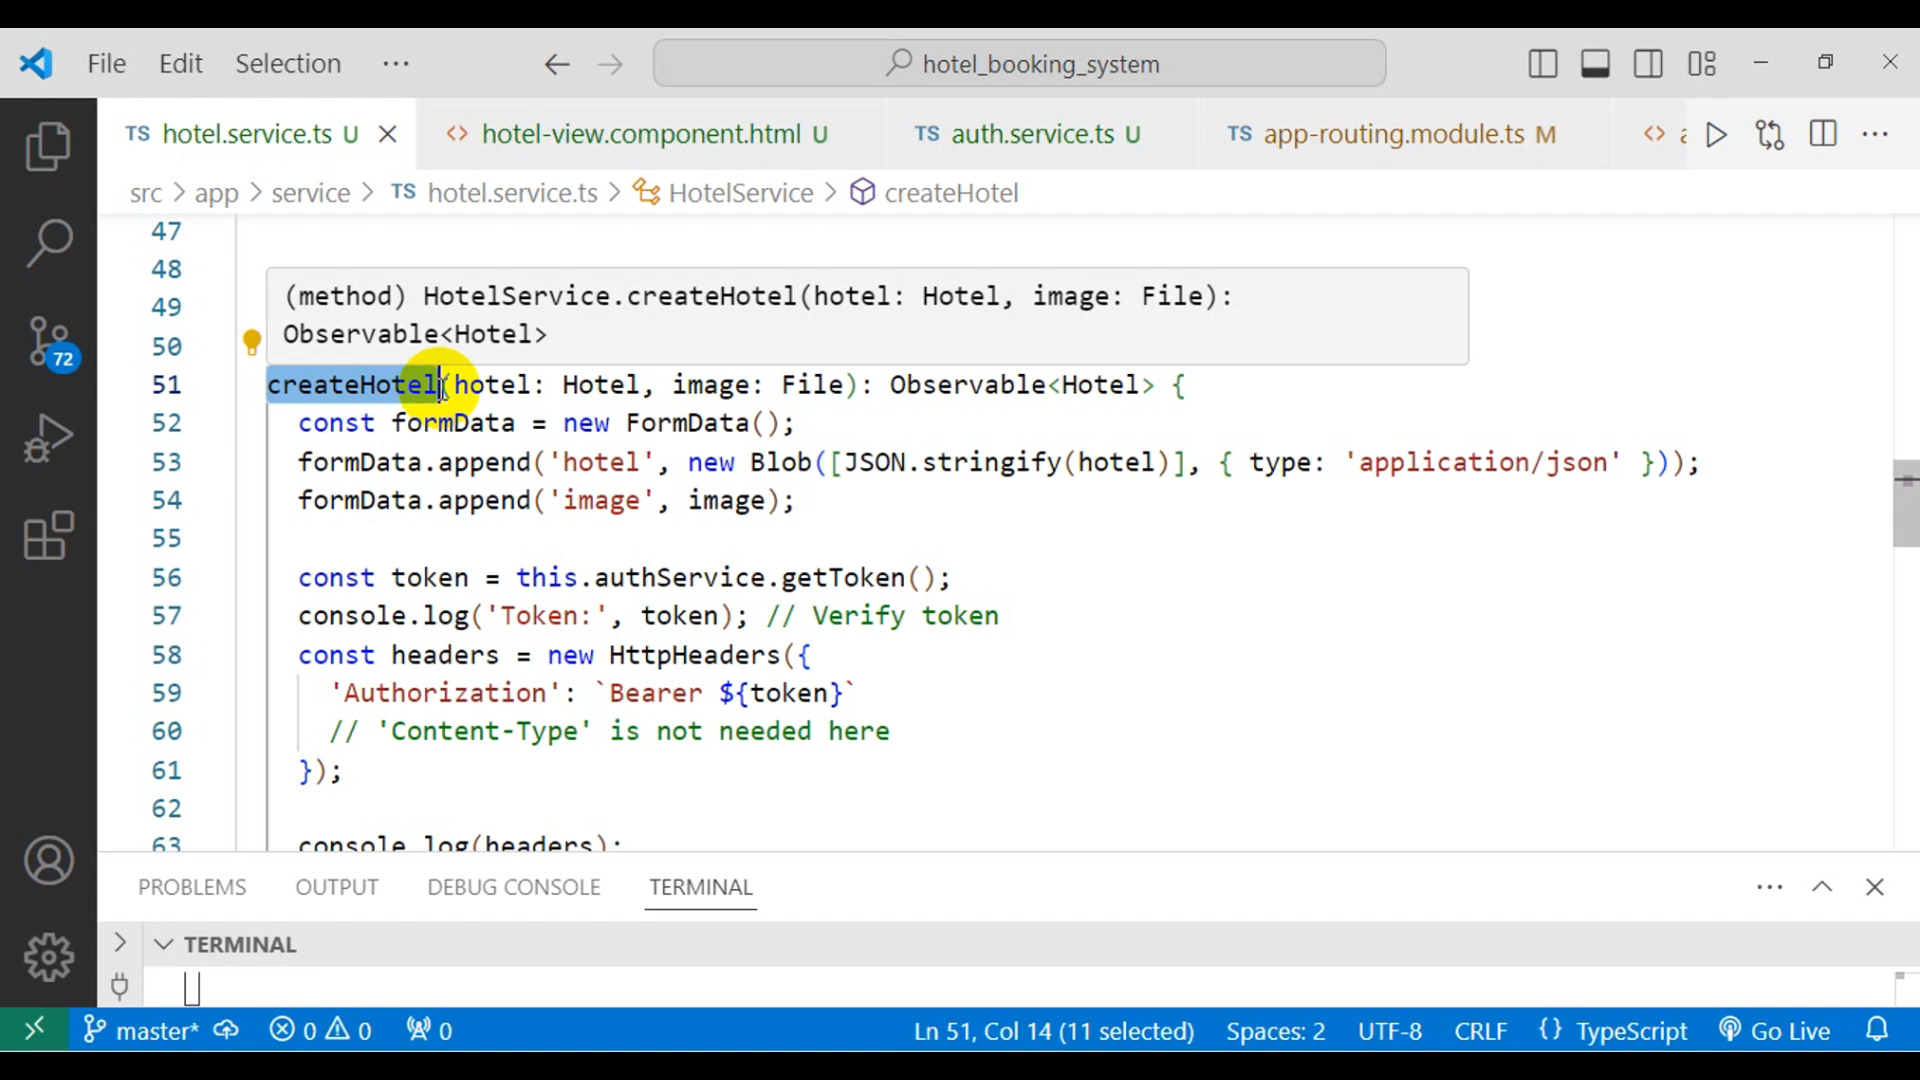 File Edit Selection ··· hotel_booking_system
TS hotel.service.ts U hotel-view.component.html U TS auth.service.ts U TS app-routing.module.ts M
src > app > service > TS hotel.service.ts > HotelService > createHotel
47
48
(method) HotelService.createHotel(hotel: Hotel, image: File):
49
Observable<Hotel>
50
51 createHotel(hotel: Hotel, image: File): Observable<Hotel> {
52 const formData = new FormData();
53 formData.append('hotel', new Blob([JSON.stringify(hotel)], { type: 'application/json' }));
54 formData.append('image', image);
55
56 const token = this.authService.getToken();
57 console.log('Token:', token); // Verify token
58 const headers = new HttpHeaders({
59 'Authorization': `Bearer ${token}`
60 // 'Content-Type' is not needed here
61 });
62
63 console.log(headers);
72
PROBLEMS OUTPUT DEBUG CONSOLE TERMINAL
TERMINAL
master* 0 0 0 Ln 51, Col 14 (11 selected) Spaces: 2 UTF-8 CRLF {} TypeScript Go Live